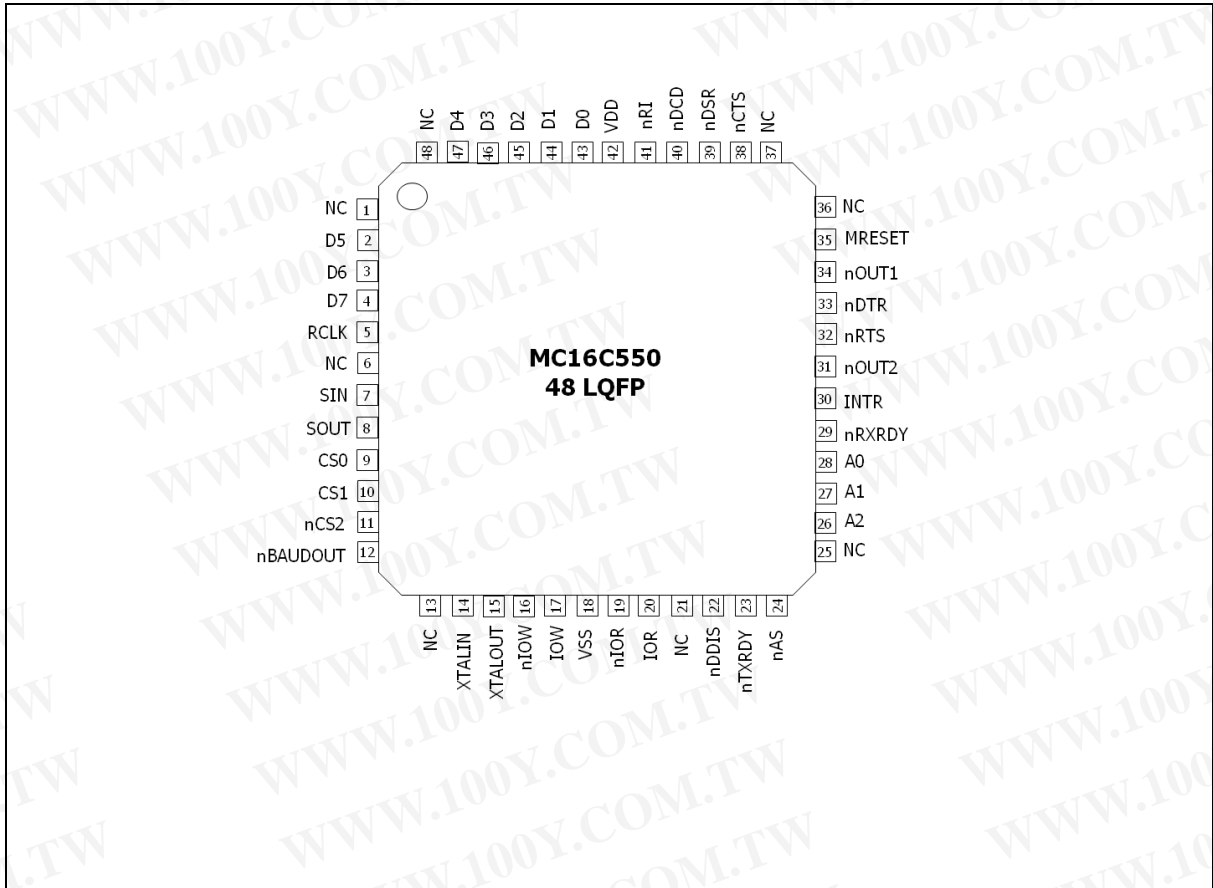 NC
D4
D3
D2
D1
D0
VDD
nRI
nDCD
nDSR
nCTS
NC
48
47
46
45
44
43
42
41
40
39
38
37
NC 1
D5 2
D6 3
D7 4
RCLK 5
NC 6
SIN 7
SOUT 8
CS0 9
CS1 10
nCS2 11
nBAUDOUT 12
MC16C550
48 LQFP
36 NC
35 MRESET
34 nOUT1
33 nDTR
32 nRTS
31 nOUT2
30 INTR
29 nRXRDY
28 A0
27 A1
26 A2
25 NC
13
14
15
16
17
18
19
20
21
22
23
24
NC
XTALIN
XTALOUT
nIOW
IOW
VSS
nIOR
IOR
NC
nDDIS
nTXRDY
nAS
WWW.100Y.COM.TW